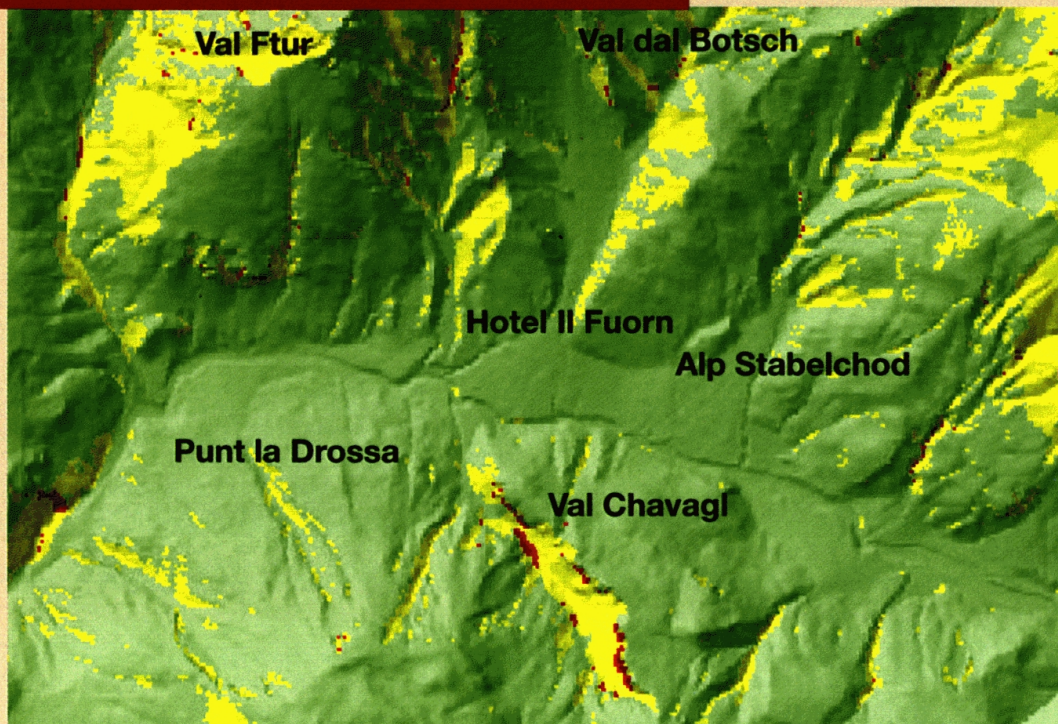 Val Ftur
Val dal Botsch
Hotel Il Fuorn
Alp Stabelchod
Punt la Drossa
Val Chavagl